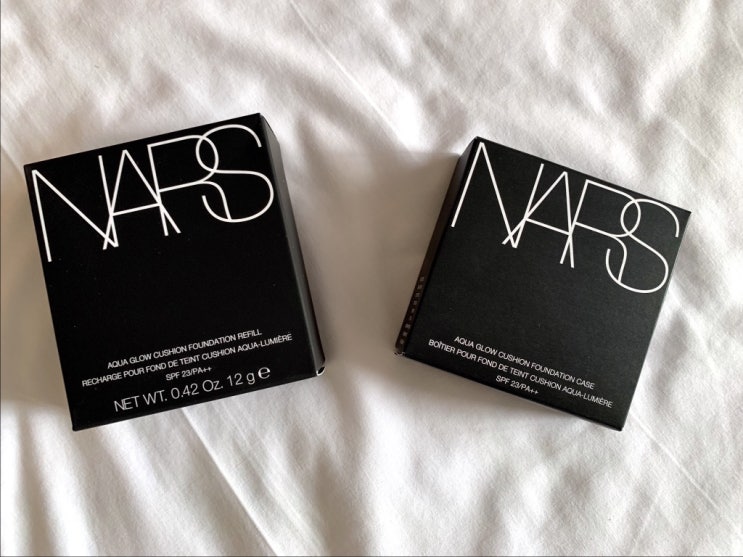 NARS
AQUA GLOW CUSHION FOUNDATION REFILL
RECHARGE POUR FOND DE TEINT CUSHION AQUA-LUMIÈRE
SPF 23/PA++
NET WT. 0.42 Oz. 12 g ℮
NARS
AQUA GLOW CUSHION FOUNDATION CASE
BOÎTIER POUR FOND DE TEINT CUSHION AQUA-LUMIÈRE
SPF 23/PA++